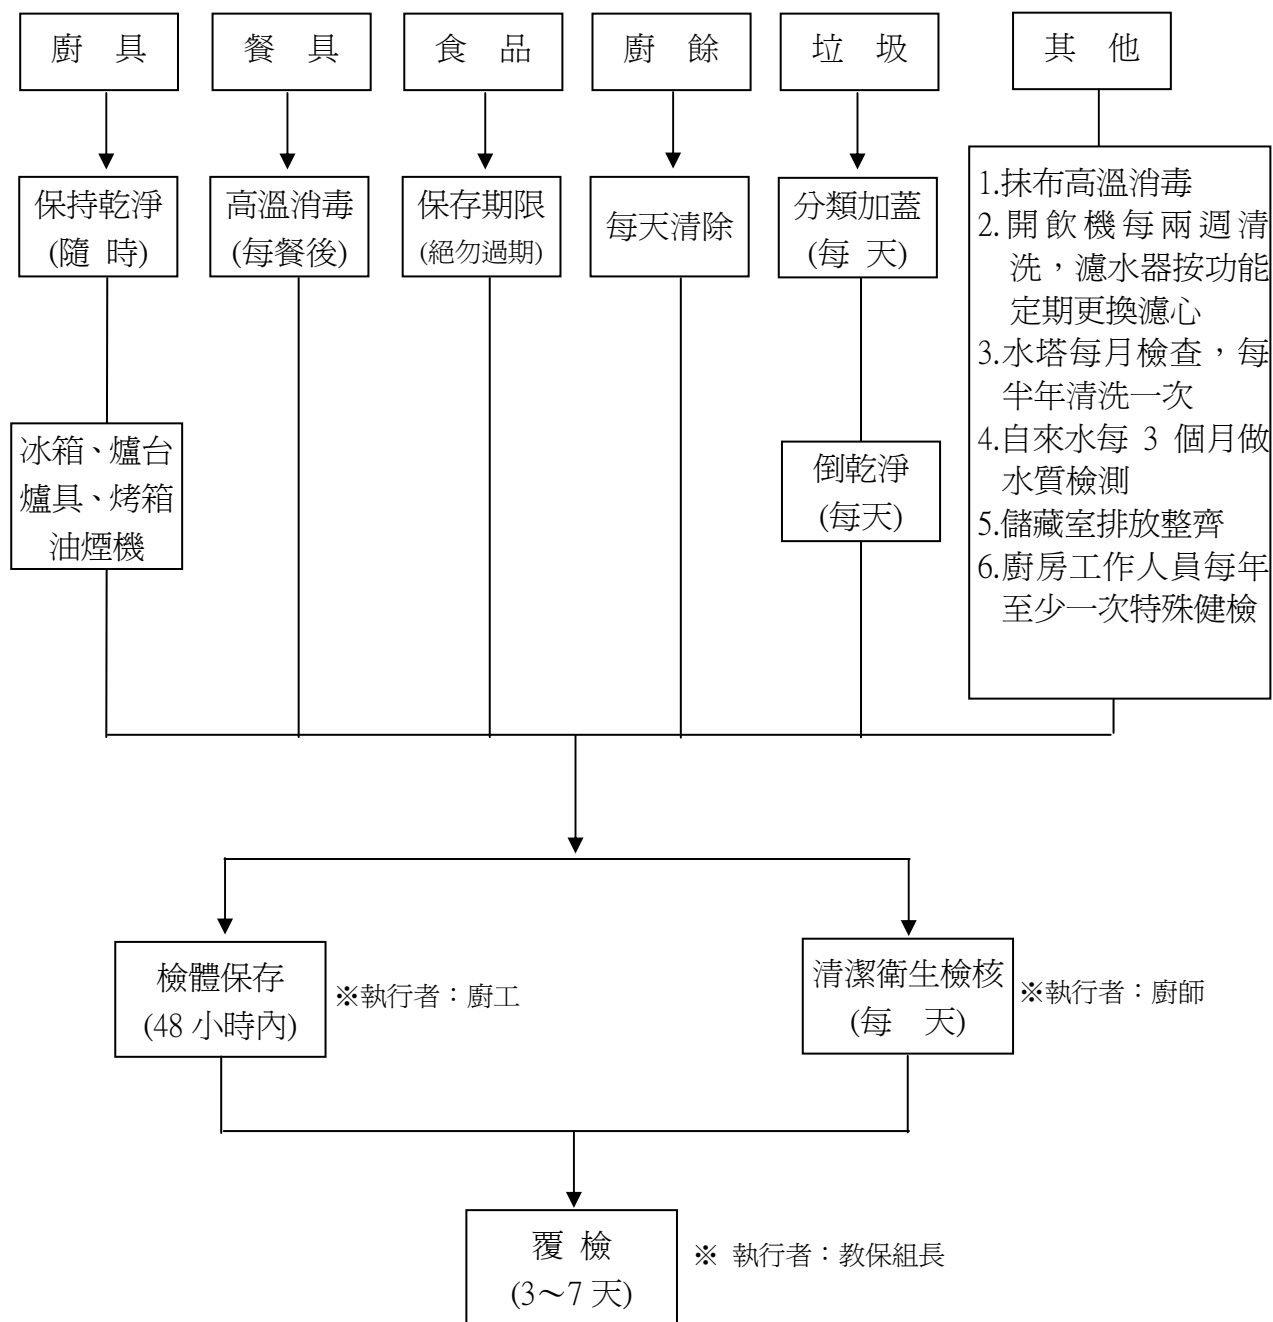 廚 具
餐 具
食 品
廚 餘
垃 圾
其 他
保持乾淨
(隨 時)
高溫消毒
(每餐後)
保存期限
(絕勿過期)
每天清除
分類加蓋
(每 天)
1.抹布高溫消毒
2.開飲機每兩週清
洗，濾水器按功能
定期更換濾心
3.水塔每月檢查，每
半年清洗一次
4.自來水每 3 個月做
水質檢測
5.儲藏室排放整齊
6.廚房工作人員每年
至少一次特殊健檢
冰箱、爐台
爐具、烤箱
油煙機
倒乾淨
(每天)
檢體保存
(48 小時內)
※執行者：廚工
清潔衛生檢核
(每 天)
※執行者：廚師
覆 檢
(3～7 天)
※ 執行者：教保組長